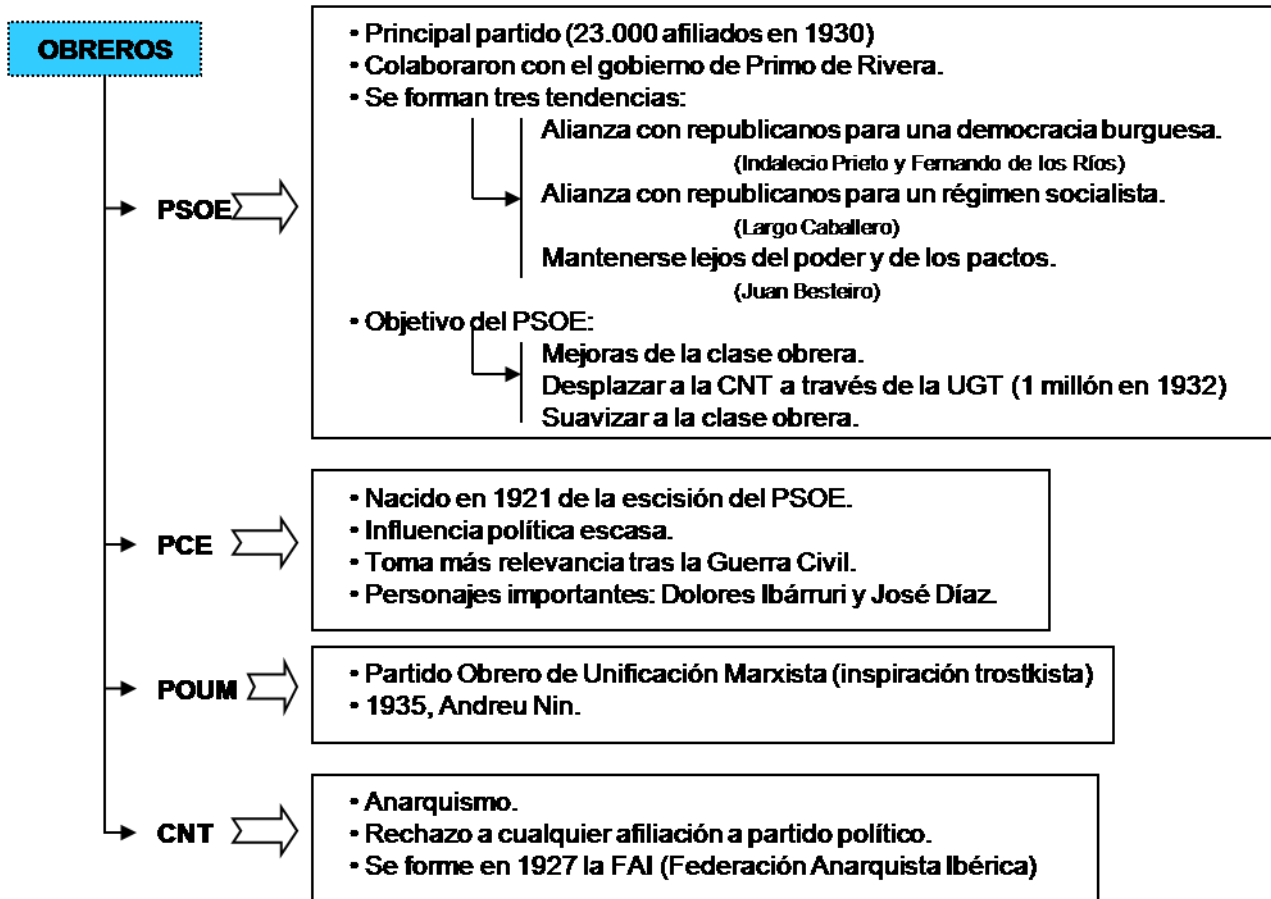 OBREROS
• Principal partido (23.000 afiliados en 1930)
• Colaboraron con el gobierno de Primo de Rivera.
• Se forman tres tendencias:
Alianza con republicanos para una democracia burguesa.
(Indalecio Prieto y Fernando de los Ríos)
PSOE
Alianza con republicanos para un régimen socialista.
(Largo Caballero)
Mantenerse lejos del poder y de los pactos.
(Juan Besteiro)
• Objetivo del PSOE:
Mejoras de la clase obrera.
Desplazar a la CNT a través de la UGT (1 millón en 1932)
Suavizar a la clase obrera.
PCE
• Nacido en 1921 de la escisión del PSOE.
• Influencia política escasa.
• Toma más relevancia tras la Guerra Civil.
• Personajes importantes: Dolores Ibárruri y José Díaz.
POUM
• Partido Obrero de Unificación Marxista (inspiración trostkista)
• 1935, Andreu Nin.
CNT
• Anarquismo.
• Rechazo a cualquier afiliación a partido político.
• Se forme en 1927 la FAI (Federación Anarquista Ibérica)